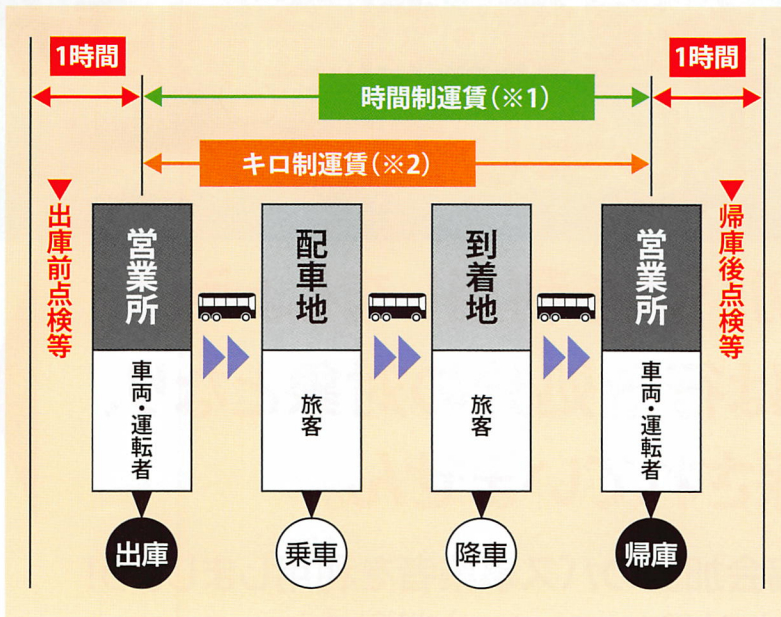 1時間
1時間
時間制運賃(※1)
キロ制運賃(※2)
出庫前点検等
営業所
配車地
到着地
営業所
帰庫後点検等
車両・運転者
旅客
旅客
車両・運転者
出庫
乗車
降車
帰庫